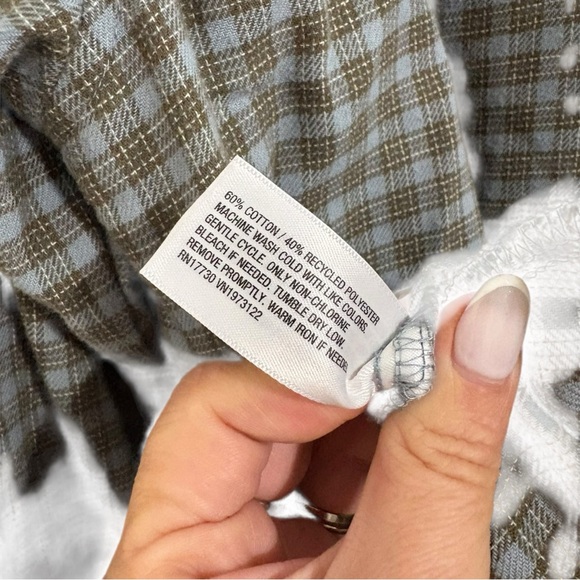 60% COTTON / 40% RECYCLED POLYESTER
MACHINE WASH COLD WITH LIKE COLORS.
GENTLE CYCLE. ONLY NON-CHLORINE
BLEACH IF NEEDED. TUMBLE DRY LOW.
REMOVE PROMPTLY. WARM IRON IF NEEDED
RN17730 VN1973122